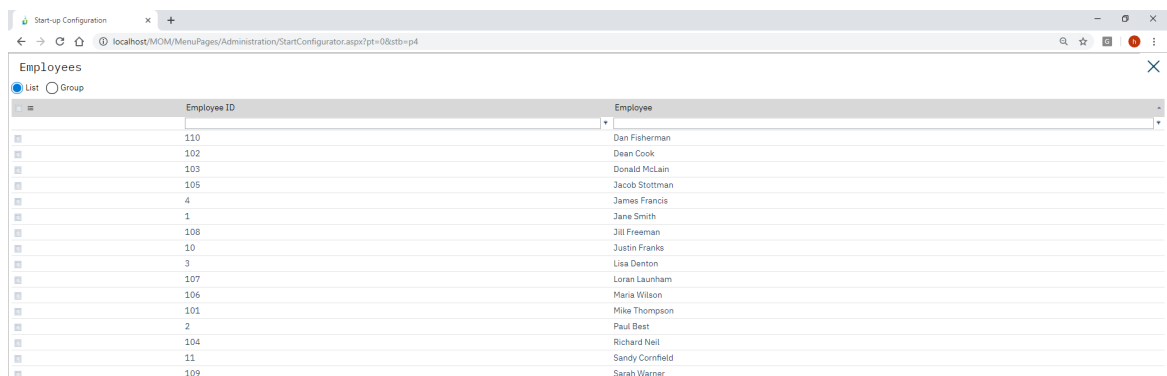 Start-up Configuration
localhost/MOM/MenuPages/Administration/StartConfigurator.aspx?pt=0&stb=p4
G
h
Employees
List Group
Employee ID Employee
110 Dan Fisherman
102 Dean Cook
103 Donald McLain
105 Jacob Stottman
4 James Francis
1 Jane Smith
108 Jill Freeman
10 Justin Franks
3 Lisa Denton
107 Loran Launham
106 Maria Wilson
101 Mike Thompson
2 Paul Best
104 Richard Neil
11 Sandy Cornfield
109 Sarah Warner